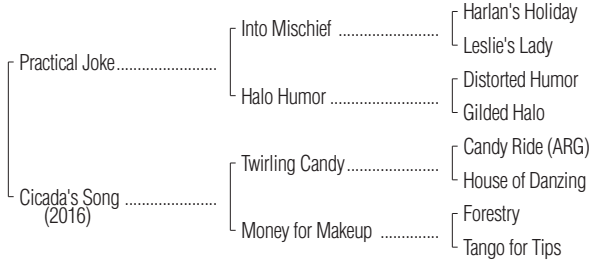 Harlan's Holiday
Into Mischief ........................
Leslie's Lady
Practical Joke........................
Distorted Humor
Halo Humor ..........................
Gilded Halo
Candy Ride (ARG)
Twirling Candy......................
House of Danzing
Cicada's Song ......................
(2016)
Forestry
Money for Makeup ..............
Tango for Tips